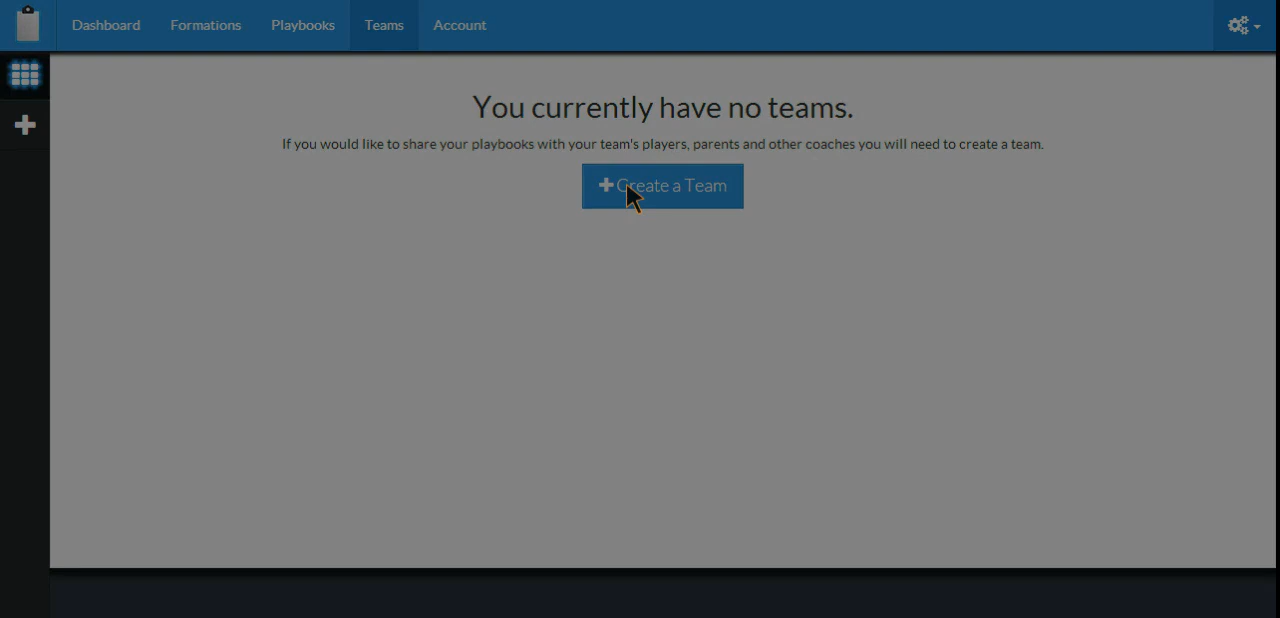 Dashboard Formations Playbooks Teams Account
You currently have no teams.
If you would like to share your playbooks with your team's players, parents and other coaches you will need to create a team.
Create a Team